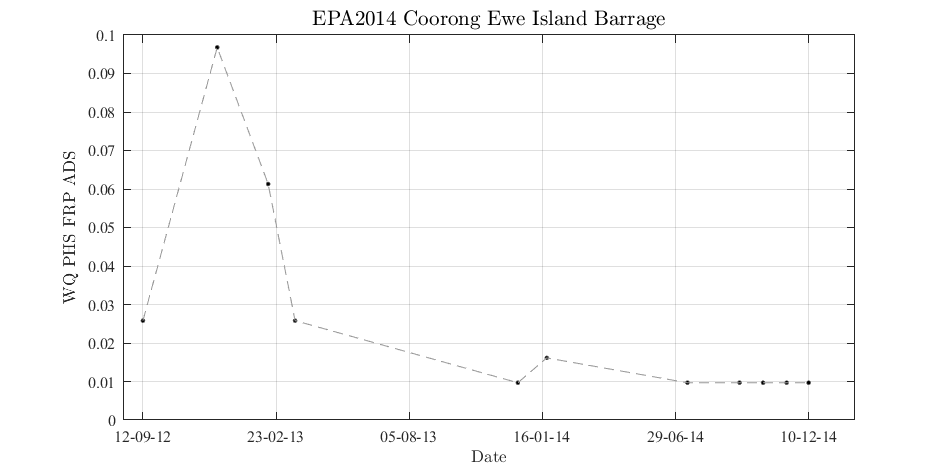 EPA2014 Coorong Ewe Island Barrage
0.1
0.09
0.08
0.07
0.06
0.05
0.04
0.03
0.02
0.01
0
WQ PHS FRP ADS
12-09-12 23-02-13 05-08-13 16-01-14 29-06-14 10-12-14
Date